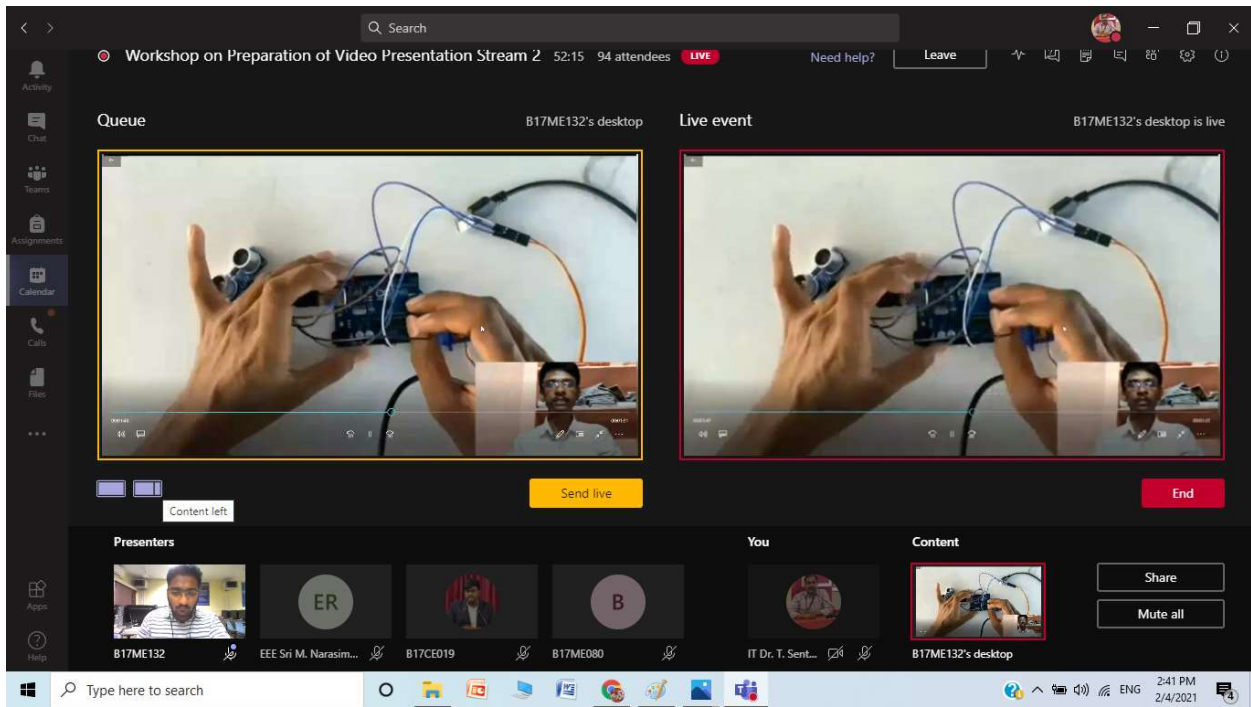 Search
Workshop on Preparation of Video Presentation Stream 2 52:15 94 attendees LIVE Need help? Leave
Activity
Chat
Teams
Assignments
Calendar
Calls
Files
Apps
Help
Queue B17ME132's desktop
Live event B17ME132's desktop is live
Send live
End
Content left
Presenters
You
Content
ER
B
Share
Mute all
B17ME132
EEE Sri M. Narasim...
B17CE019
B17ME080
IT Dr. T. Sent...
B17ME132's desktop
Type here to search
ENG
2:41 PM
2/4/2021
4